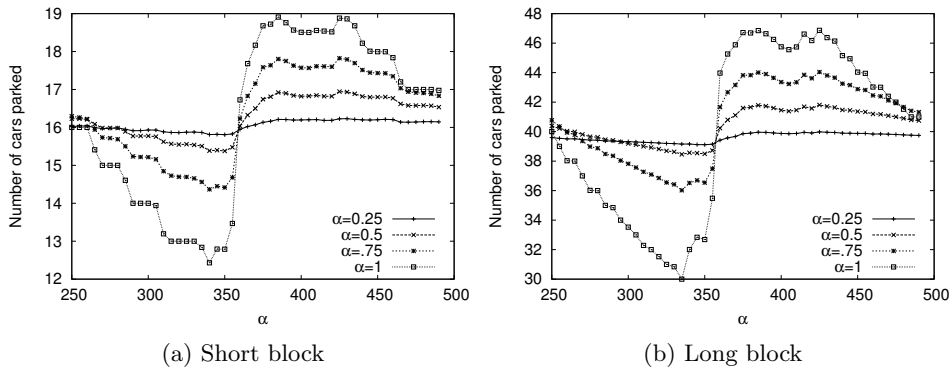 Number of cars parked
19
18
17
16
15
14
13
12
250 300 350 400 450 500
α
α=0.25
α=0.5
α=.75
α=1
(a) Short block
Number of cars parked
48
46
44
42
40
38
36
34
32
30
250 300 350 400 450 500
α
α=0.25
α=0.5
α=.75
α=1
(b) Long block